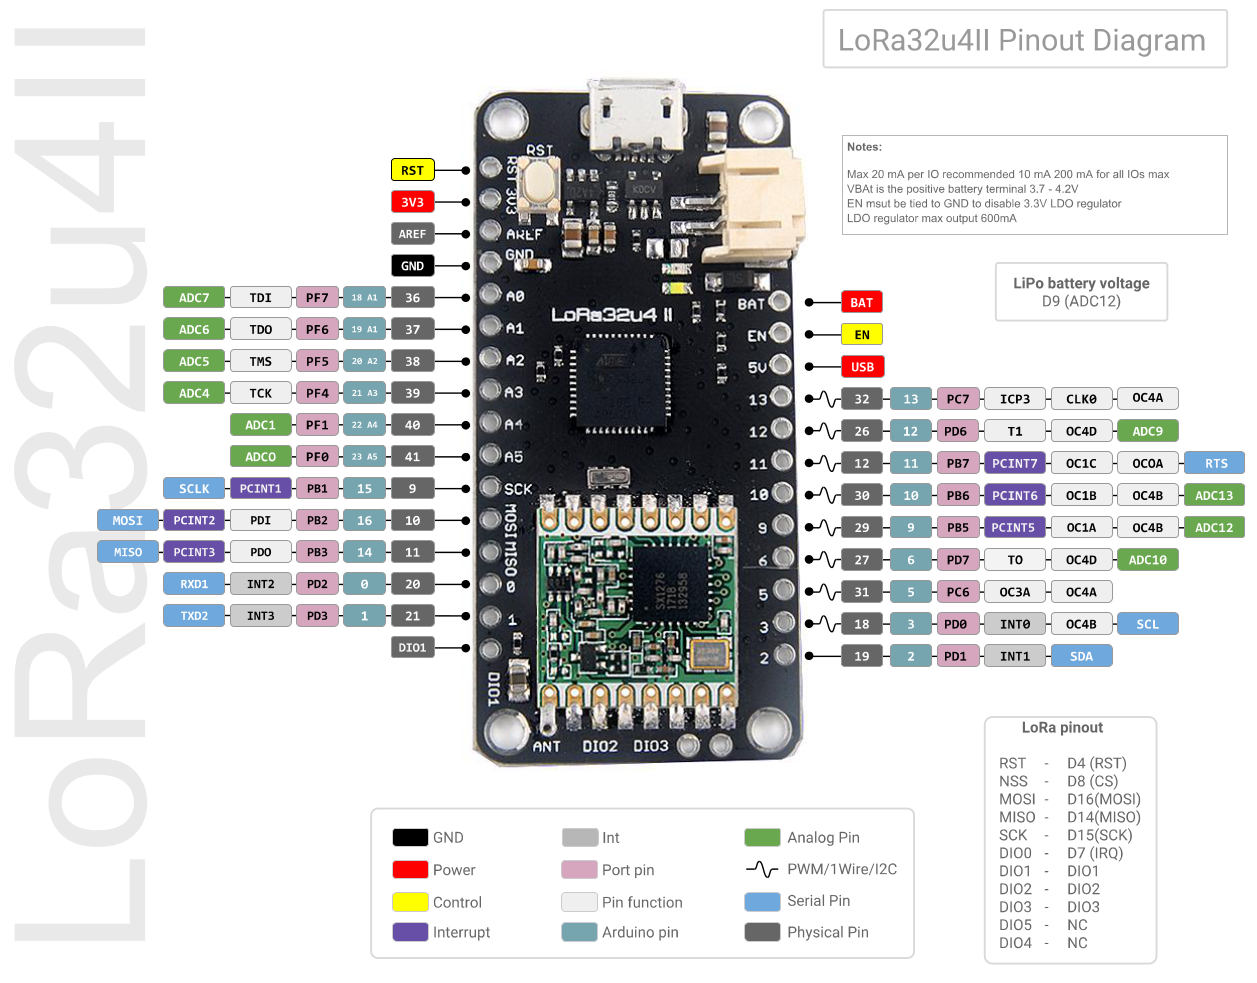 LoRa32u4II
LoRa32u4II Pinout Diagram
Notes:
Max 20 mA per IO recommended 10 mA 200 mA for all IOs max
VBAt is the positive battery terminal 3.7 - 4.2V
EN msut be tied to GND to disable 3.3V LDO regulator
LDO regulator max output 600mA
LiPo battery voltage
D9 (ADC12)
RST
3V3
AREF
GND
ADC7 TDI PF7 18 A1 36
ADC6 TDO PF6 19 A1 37
ADC5 TMS PF5 20 A2 38
ADC4 TCK PF4 21 A3 39
ADC1 PF1 22 A4 40
ADC0 PF0 23 A5 41
SCLK PCINT1 PB1 15 9
MOSI PCINT2 PDI PB2 16 10
MISO PCINT3 PDO PB3 14 11
RXD1 INT2 PD2 0 20
TXD2 INT3 PD3 1 21
DIO1
RST
RST
3V3
AREF
GND
A0
A1
A2
A3
A4
A5
SCK
MOSI
MISO
0
1
DIO1
KDCV
LoRa32u4 II
SX1276
132958
ANT DIO2 DIO3
BAT
EN
5V
13
12
11
10
9
6
5
3
2
BAT
EN
USB
32 13 PC7 ICP3 CLK0 OC4A
26 12 PD6 T1 OC4D ADC9
12 11 PB7 PCINT7 OC1C OC0A RTS
30 10 PB6 PCINT6 OC1B OC4B ADC13
29 9 PB5 PCINT5 OC1A OC4B ADC12
27 6 PD7 TO OC4D ADC10
31 5 PC6 OC3A OC4A
18 3 PD0 INT0 OC4B SCL
19 2 PD1 INT1 SDA
LoRa pinout
RST - D4 (RST)
NSS - D8 (CS)
MOSI - D16(MOSI)
MISO - D14(MISO)
SCK - D15(SCK)
DIO0 - D7 (IRQ)
DIO1 - DIO1
DIO2 - DIO2
DIO3 - DIO3
DIO5 - NC
DIO4 - NC
GND Int Analog Pin
Power Port pin PWM/1Wire/I2C
Control Pin function Serial Pin
Interrupt Arduino pin Physical Pin